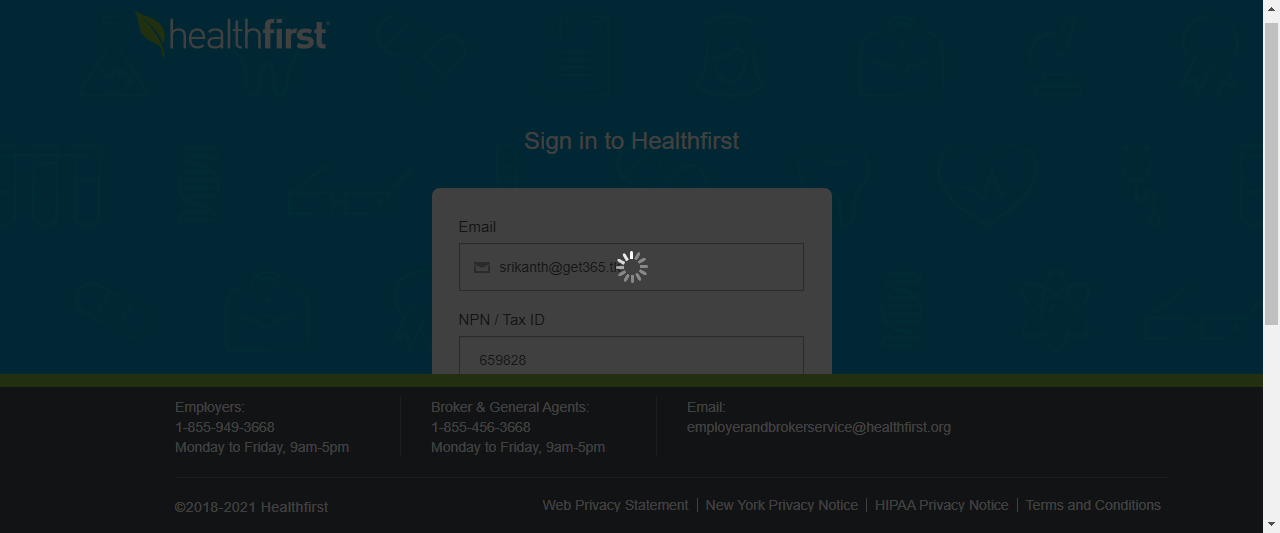 healthfirst
Sign in to Healthfirst
Email
srikanth@get365.
NPN / Tax ID
659828
Employers:
1-855-949-3668
Monday to Friday, 9am-5pm
Broker & General Agents:
1-855-456-3668
Monday to Friday, 9am-5pm
Email:
employerandbrokerservice@healthfirst.org
©2018-2021 Healthfirst
Web Privacy Statement | New York Privacy Notice | HIPAA Privacy Notice | Terms and Conditions